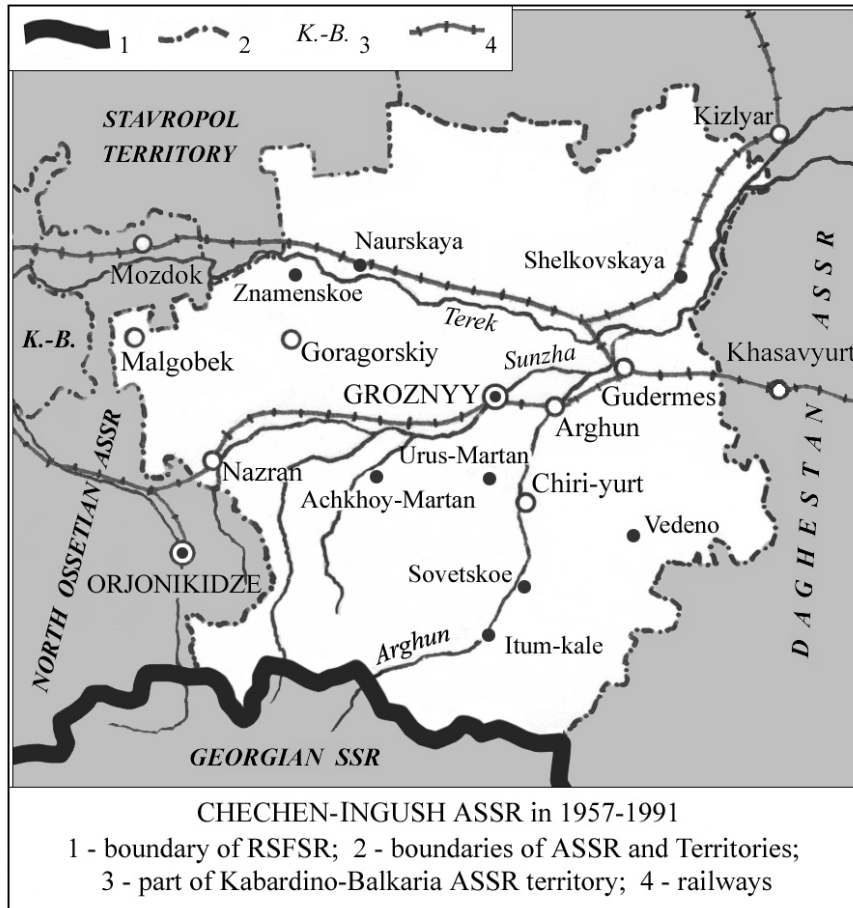 1
2
K.-B. 3
4
STAVROPOL
TERRITORY
Kizlyar
Naurskaya
Mozdok
Shelkovskaya
Znamenskoe
ASSR
Terek
K.-B.
Malgobek
Goragorskiy
Sunzha
Khasavyurt
GROZNYY
Gudermes
Arghun
NORTH OSSETIAN ASSR
Nazran
Urus-Martan
Achkhoy-Martan
Chiri-yurt
DAGHESTAN
Vedeno
ORJONIKIDZE
Sovetskoe
Arghun
Itum-kale
GEORGIAN SSR
CHECHEN-INGUSH ASSR in 1957-1991
1 - boundary of RSFSR; 2 - boundaries of ASSR and Territories;
3 - part of Kabardino-Balkaria ASSR territory; 4 - railways